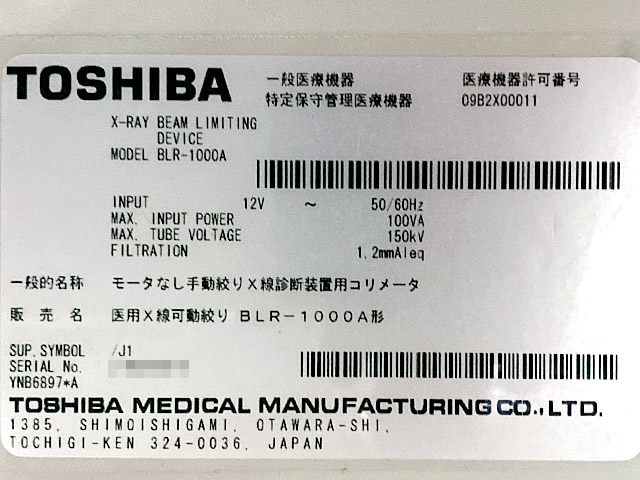 TOSHIBA
一般医療機器
医療機器許可番号
特定保守管理医療機器
09B2X00011
X-RAY BEAM LIMITING
DEVICE
MODEL BLR-1000A
INPUT 12V ～ 50/60Hz
MAX. INPUT POWER 100VA
MAX. TUBE VOLTAGE 150kV
FILTRATION 1.2mmAleq
一般的名称 モータなし手動絞りX線診断装置用コリメータ
販売名 医用X線可動絞り BLR-1000A形
SUP. SYMBOL /J1
SERIAL No.
YNB6897*A
TOSHIBA MEDICAL MANUFACTURING CO., LTD.
1385, SHIMOISHIGAMI, OTAWARA-SHI,
TOCHIGI-KEN 324-0036, JAPAN